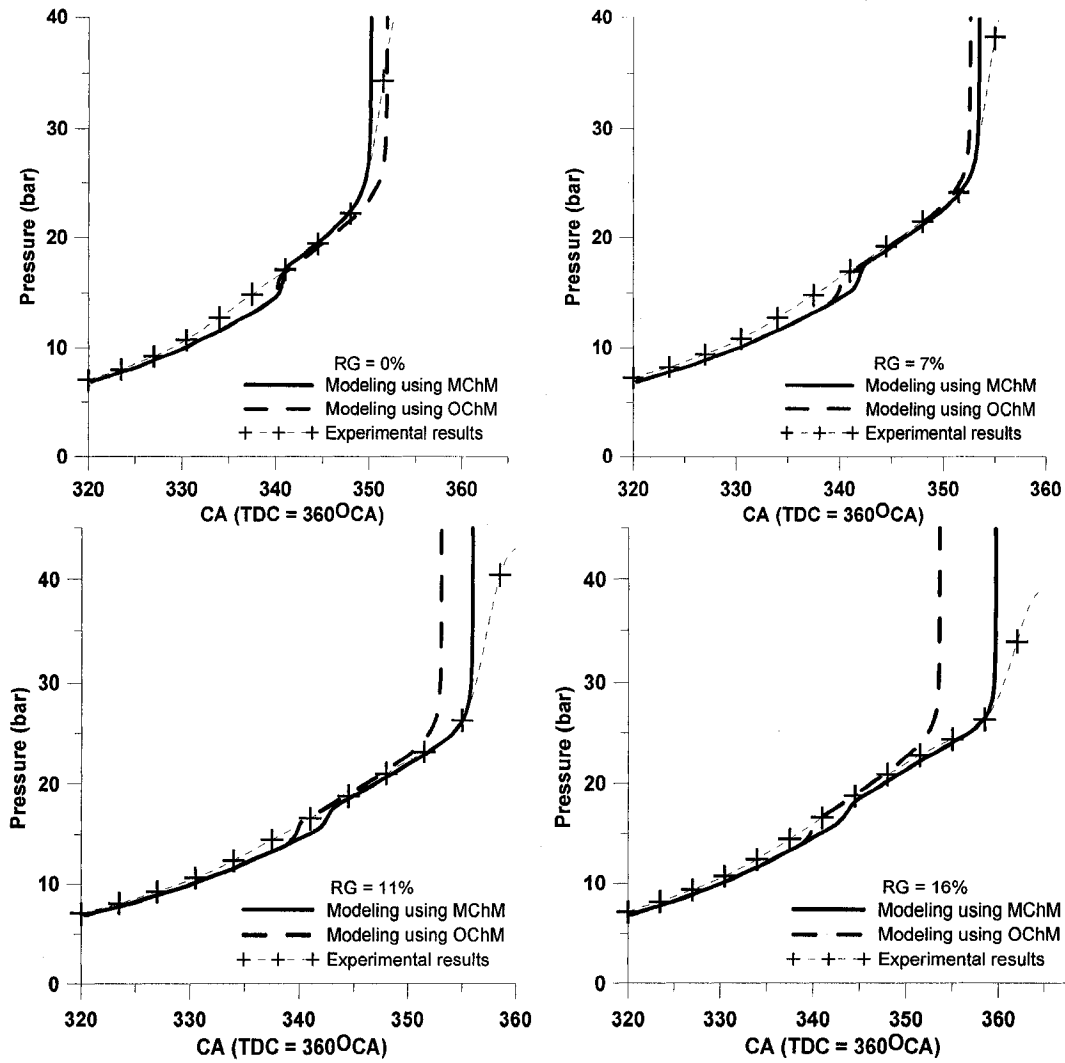 40
30
20
10
0
Pressure (bar)
RG = 0%
Modeling using MChM
Modeling using OChM
Experimental results
320 330 340 350 360
CA (TDC = 360OCA)
40
30
20
10
0
Pressure (bar)
RG = 7%
Modeling using MChM
Modeling using OChM
Experimental results
320 330 340 350 360
CA (TDC = 360OCA)
40
30
20
10
0
Pressure (bar)
RG = 11%
Modeling using MChM
Modeling using OChM
Experimental results
320 330 340 350 360
CA (TDC = 360OCA)
40
30
20
10
0
Pressure (bar)
RG = 16%
Modeling using MChM
Modeling using OChM
Experimental results
320 330 340 350 360
CA (TDC = 360OCA)